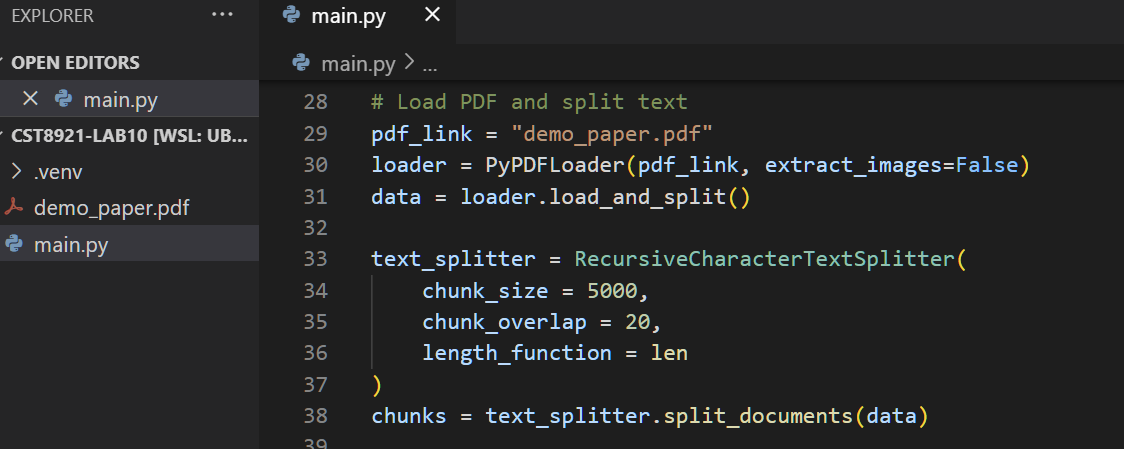 EXPLORER ...
OPEN EDITORS
main.py
CST8921-LAB10 [WSL: UB...
.venv
demo_paper.pdf
main.py
main.py
main.py > ...
28 # Load PDF and split text
29 pdf_link = "demo_paper.pdf"
30 loader = PyPDFLoader(pdf_link, extract_images=False)
31 data = loader.load_and_split()
32
33 text_splitter = RecursiveCharacterTextSplitter(
34     chunk_size = 5000,
35     chunk_overlap = 20,
36     length_function = len
37 )
38 chunks = text_splitter.split_documents(data)
39